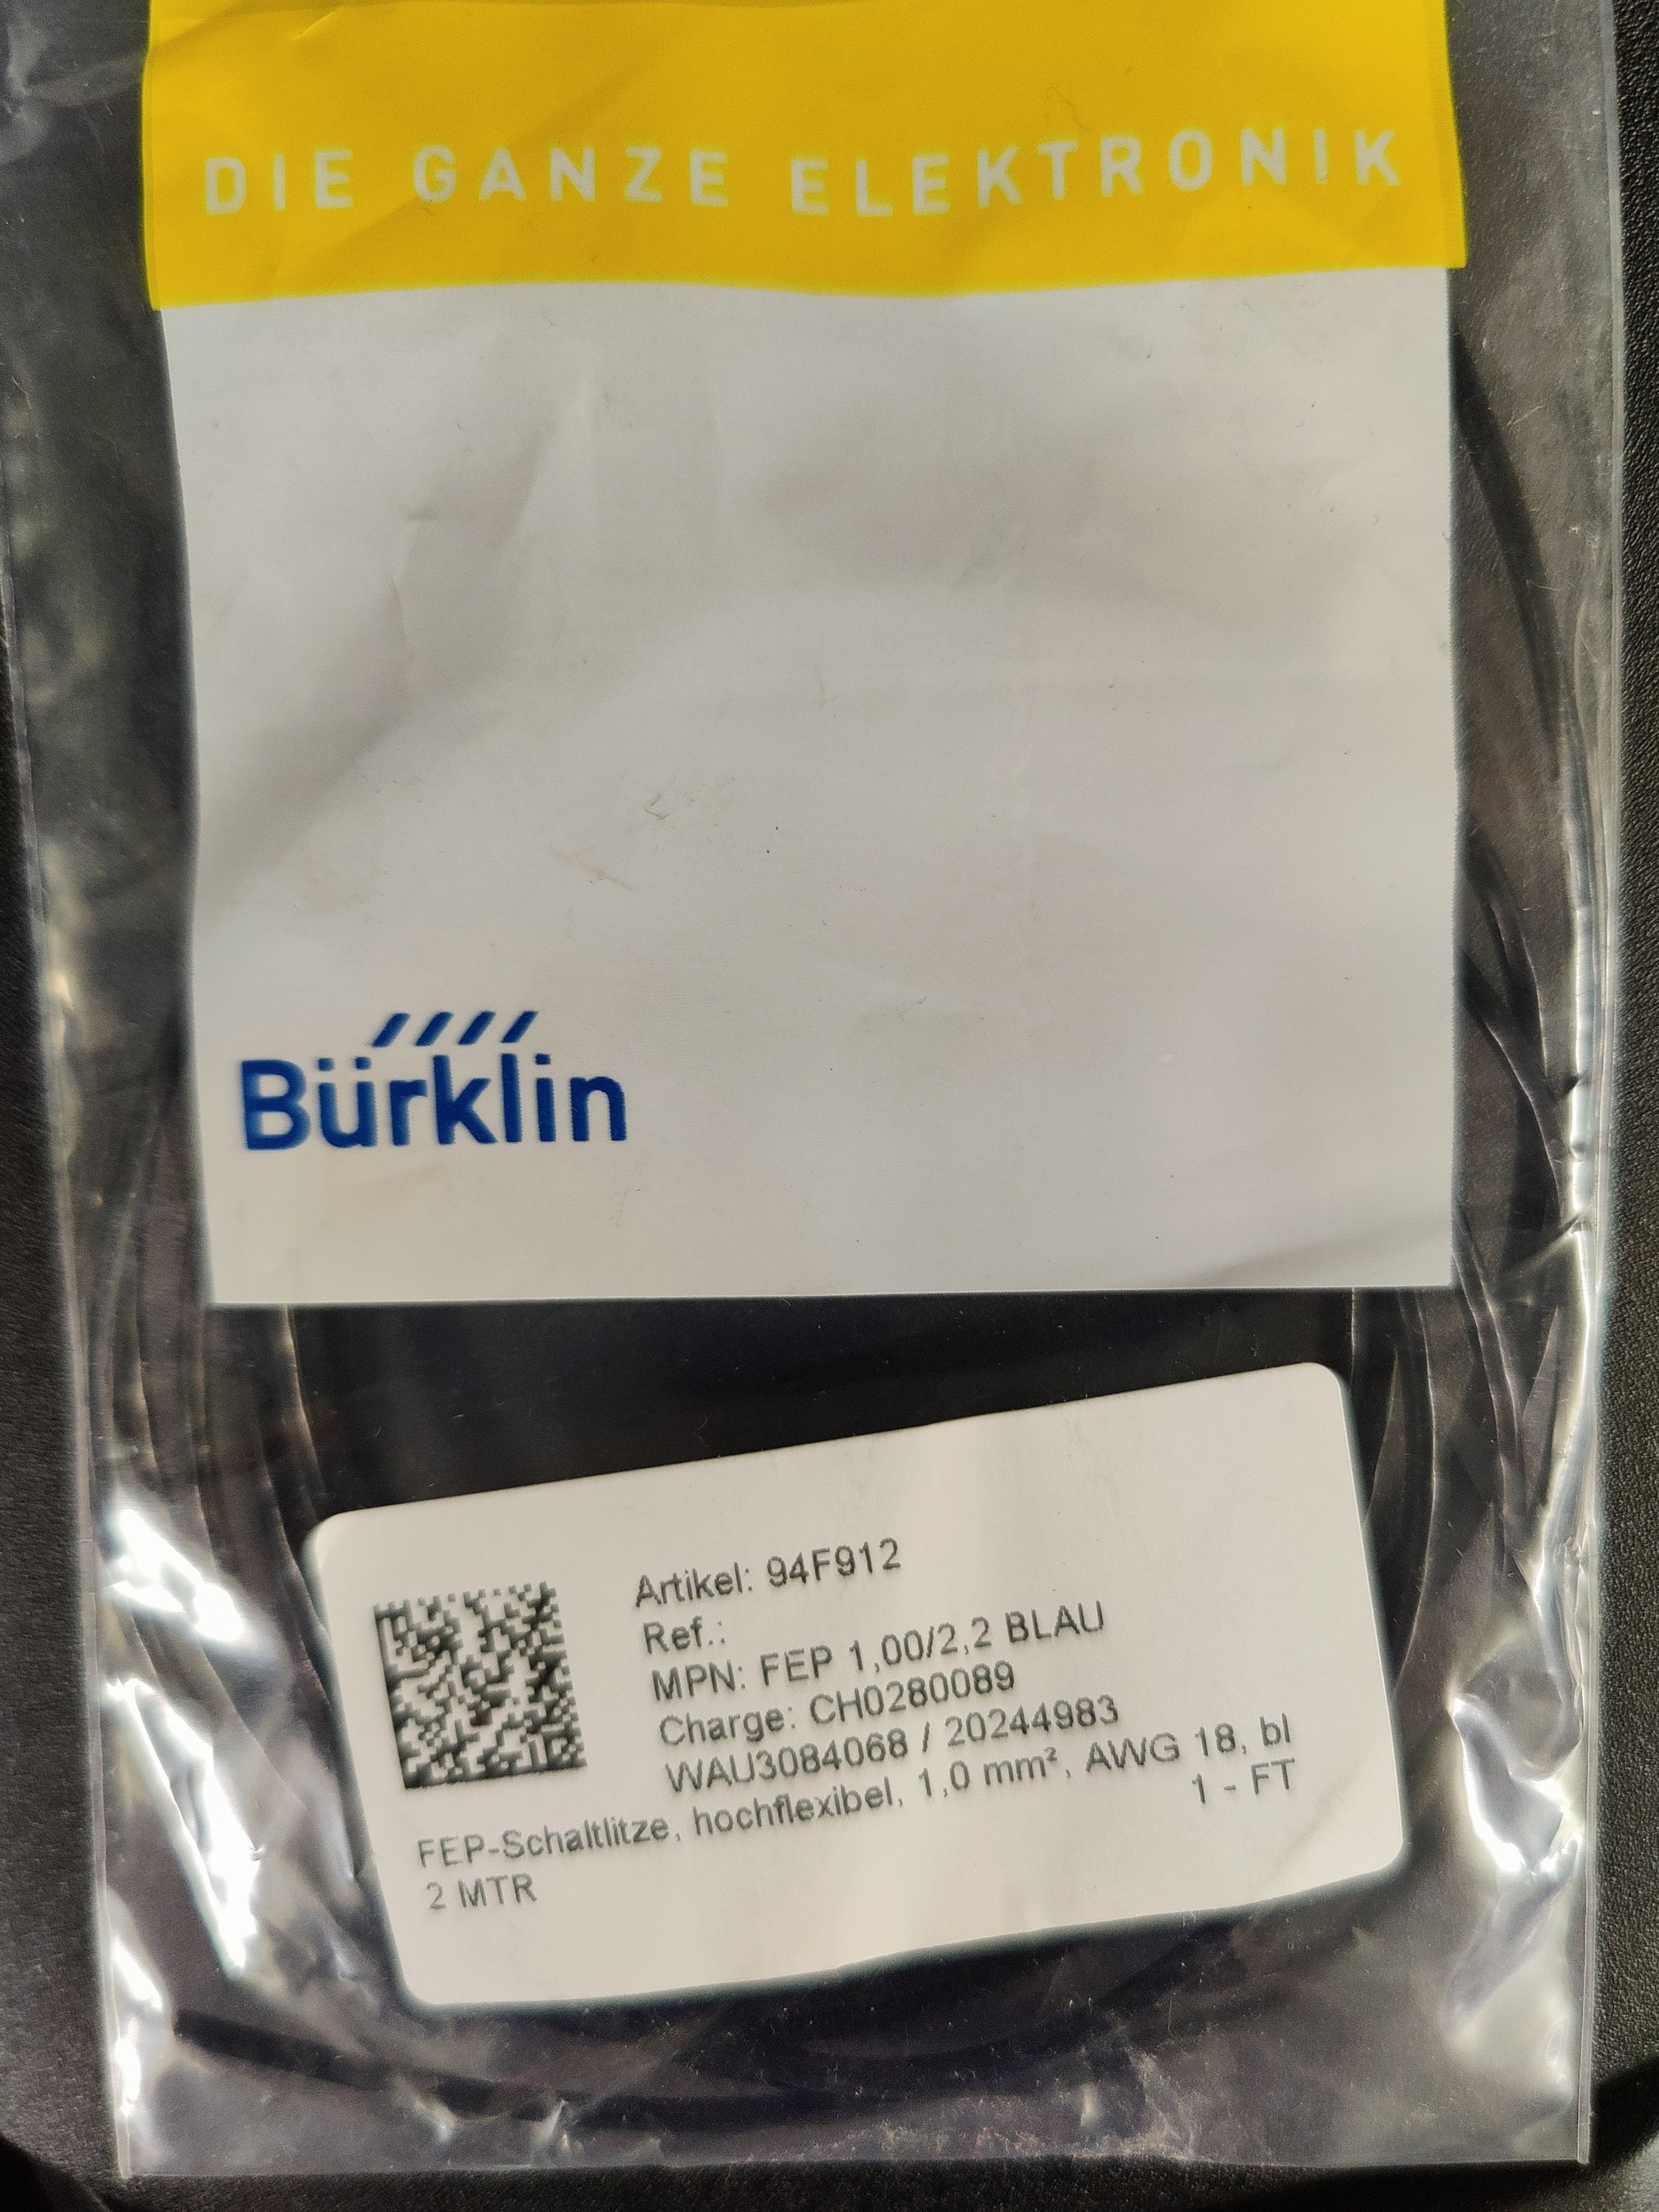 DIE GANZE ELEKTRONIK
Bürklin
Artikel: 94F912
Ref.:
MPN: FEP 1,00/2,2 BLAU
Charge: CH0280089
WAU3084068 / 20244983
FEP-Schaltlitze, hochflexibel, 1,0 mm², AWG 18, bl
1 - FT
2 MTR